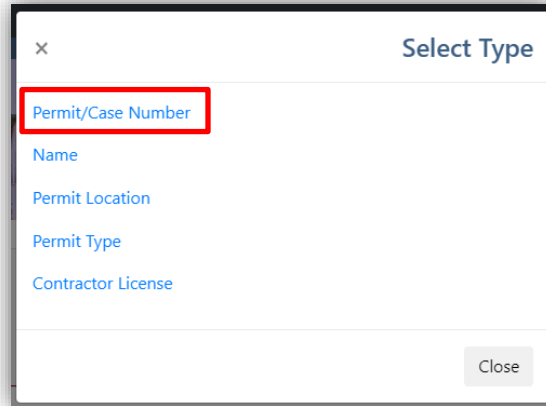 × Select Type
Permit/Case Number
Name
Permit Location
Permit Type
Contractor License
Close